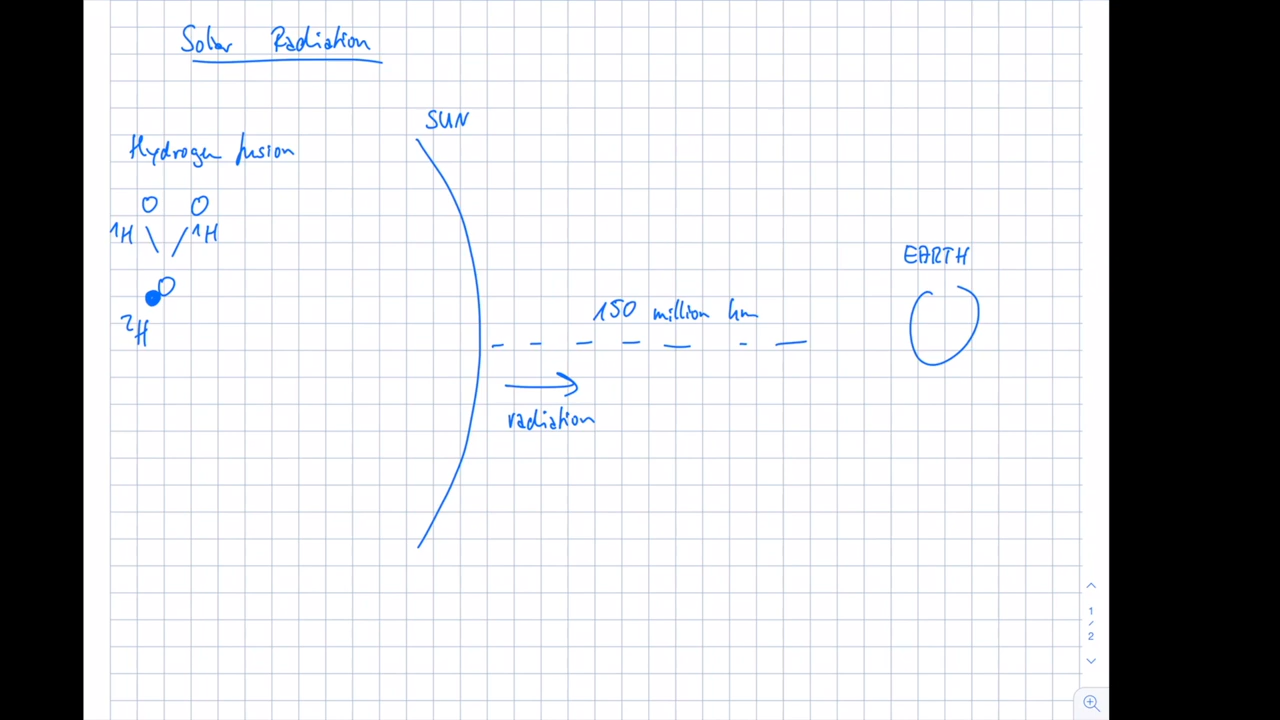 Solar Radiation
SUN
Hydrogen fusion
1H 1H
2H
EARTH
150 million km
radiation
1
/
2